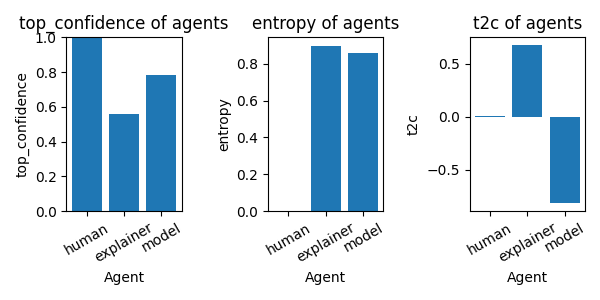 top_confidence of agents
top_confidence
1.0
0.8
0.6
0.4
0.2
0.0
human
explainer
model
Agent
entropy of agents
entropy
0.8
0.6
0.4
0.2
0.0
human
explainer
model
Agent
t2c of agents
t2c
0.5
0.0
−0.5
human
explainer
model
Agent